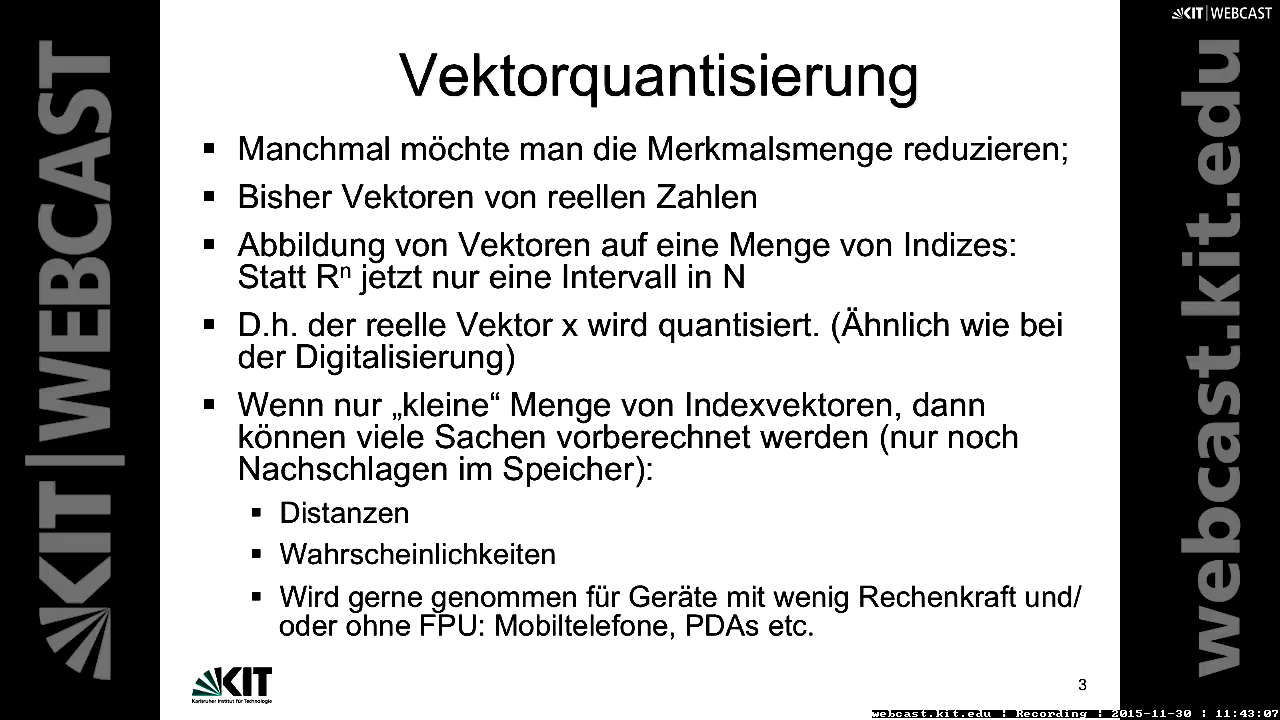 KIT | WEBCAST
Vektorquantisierung
▪ Manchmal möchte man die Merkmalsmenge reduzieren;
▪ Bisher Vektoren von reellen Zahlen
▪ Abbildung von Vektoren auf eine Menge von Indizes:
Statt Rⁿ jetzt nur eine Intervall in N
▪ D.h. der reelle Vektor x wird quantisiert. (Ähnlich wie bei
der Digitalisierung)
▪ Wenn nur „kleine“ Menge von Indexvektoren, dann
können viele Sachen vorberechnet werden (nur noch
Nachschlagen im Speicher):
▪ Distanzen
▪ Wahrscheinlichkeiten
▪ Wird gerne genommen für Geräte mit wenig Rechenkraft und/
oder ohne FPU: Mobiltelefone, PDAs etc.
KIT
Karlsruher Institut für Technologie
3
KIT | WEBCAST
webcast.kit.edu
webcast.kit.edu | Recording | 2015-11-30 | 11:43:07